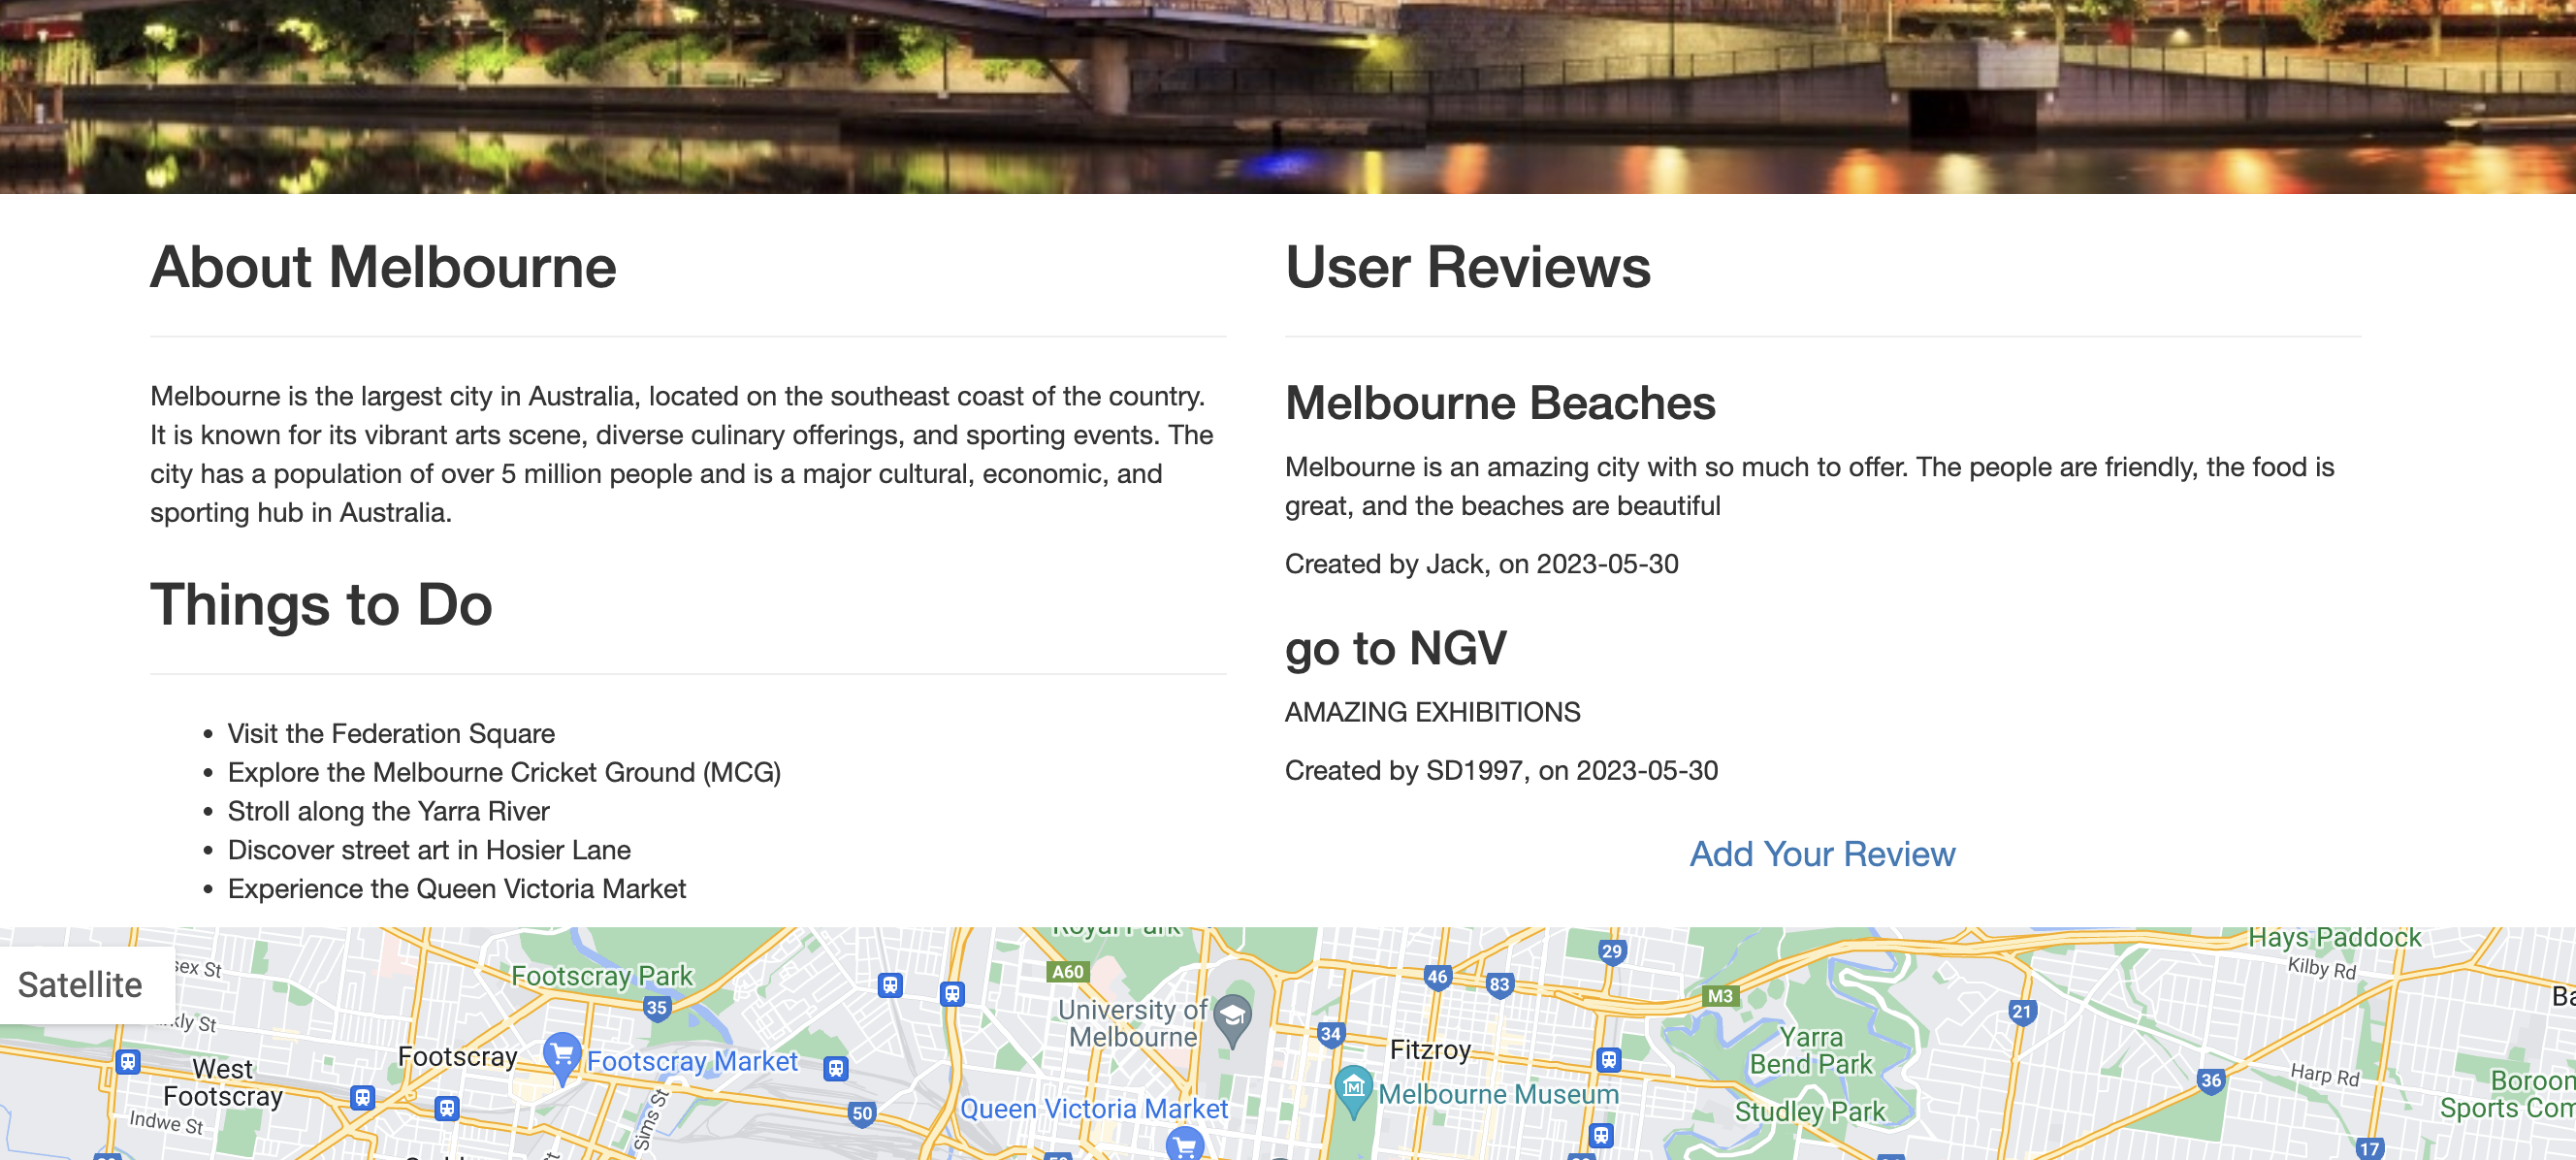 About Melbourne
Melbourne is the largest city in Australia, located on the southeast coast of the country.
It is known for its vibrant arts scene, diverse culinary offerings, and sporting events. The
city has a population of over 5 million people and is a major cultural, economic, and
sporting hub in Australia.
Things to Do
• Visit the Federation Square
• Explore the Melbourne Cricket Ground (MCG)
• Stroll along the Yarra River
• Discover street art in Hosier Lane
• Experience the Queen Victoria Market
User Reviews
Melbourne Beaches
Melbourne is an amazing city with so much to offer. The people are friendly, the food is
great, and the beaches are beautiful
Created by Jack, on 2023-05-30
go to NGV
AMAZING EXHIBITIONS
Created by SD1997, on 2023-05-30
Add Your Review
Royal Park
Hays Paddock
Satellite
sex St
Footscray Park
A60
29
Kilby Rd
46
83
M3
35
University of
Melbourne
21
kly St
34
Yarra
Bend Park
Footscray
Footscray Market
Fitzroy
West
Footscray
Harp Rd
36
Melbourne Museum
Queen Victoria Market
50
Studley Park
Boroon
Sports Com
Indwe St
Sims St
17